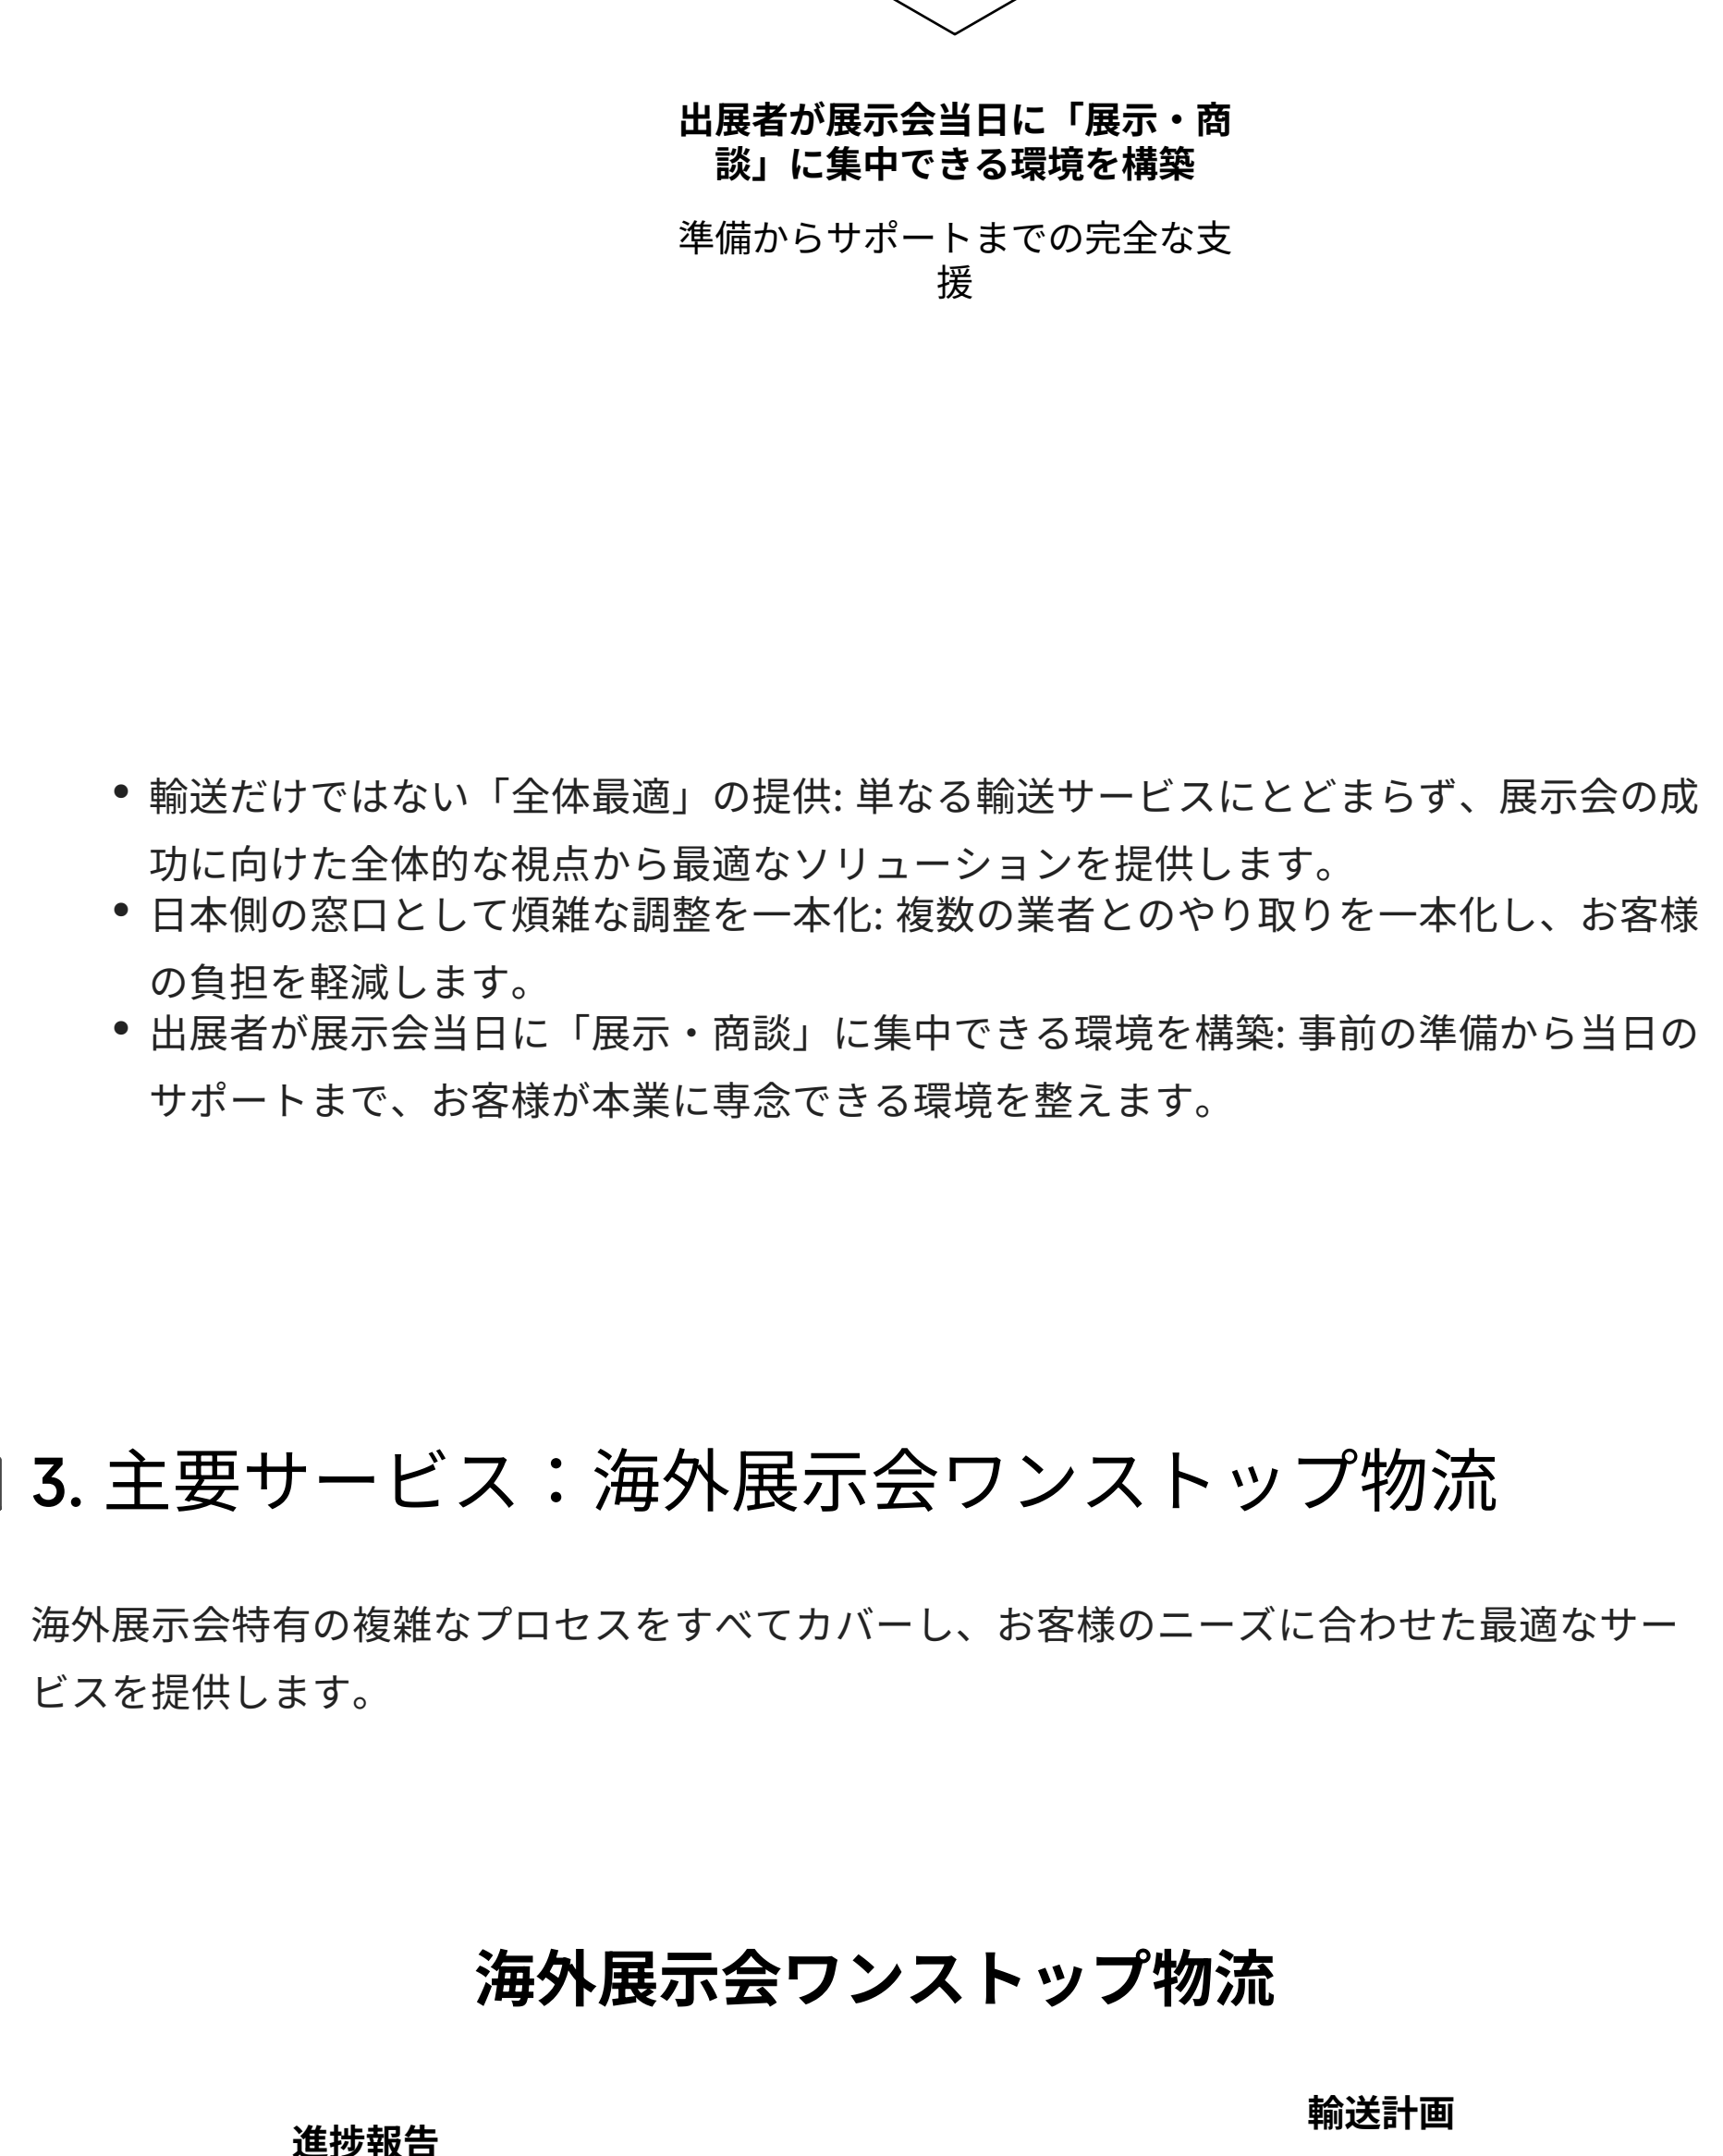 出展者が展示会当日に「展示・商
談」に集中できる環境を構築
準備からサポートまでの完全な支
援
• 輸送だけではない「全体最適」の提供: 単なる輸送サービスにとどまらず、展示会の成
功に向けた全体的な視点から最適なソリューションを提供します。
• 日本側の窓口として煩雑な調整を一本化: 複数の業者とのやり取りを一本化し、お客様
の負担を軽減します。
• 出展者が展示会当日に「展示・商談」に集中できる環境を構築: 事前の準備から当日の
サポートまで、お客様が本業に専念できる環境を整えます。
3. 主要サービス：海外展示会ワンストップ物流
海外展示会特有の複雑なプロセスをすべてカバーし、お客様のニーズに合わせた最適なサー
ビスを提供します。
海外展示会ワンストップ物流
輸送計画
進捗報告